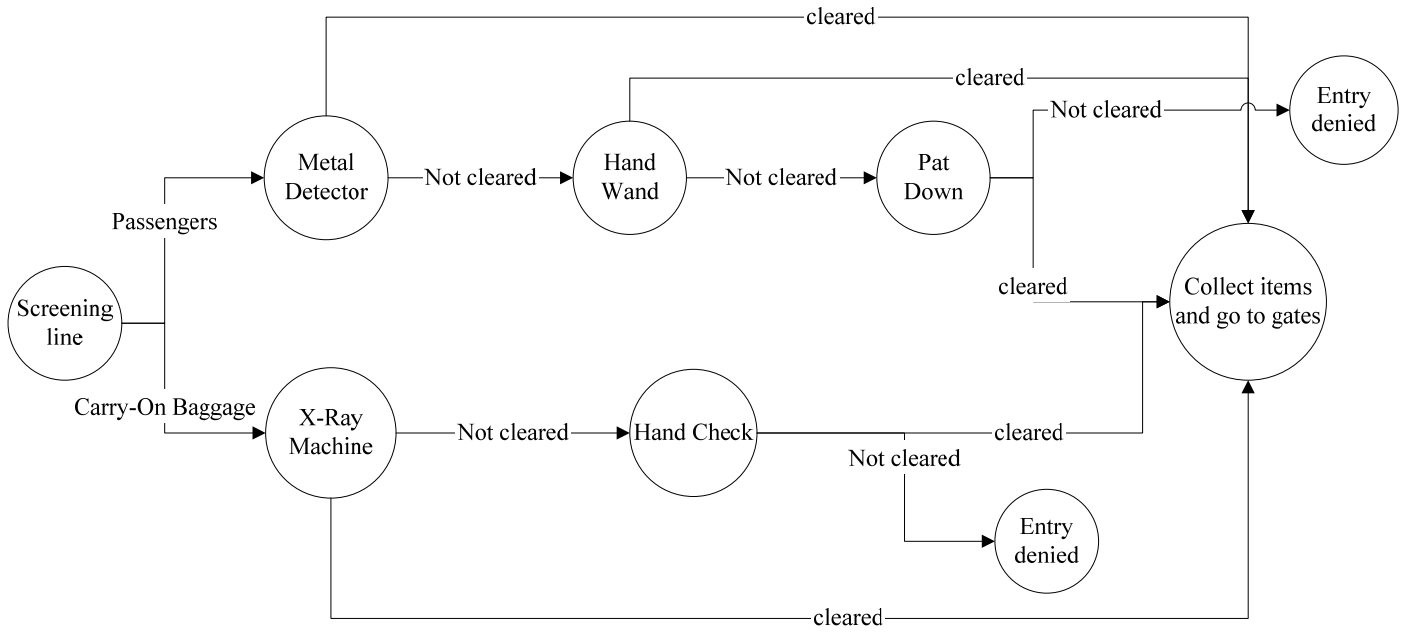 cleared
cleared
Not cleared
Entry
denied
Metal
Detector
Not cleared
Hand
Wand
Not cleared
Pat
Down
Passengers
Screening
line
cleared
Collect items
and go to gates
Carry-On Baggage
X-Ray
Machine
Not cleared
Hand Check
cleared
Not cleared
Entry
denied
cleared